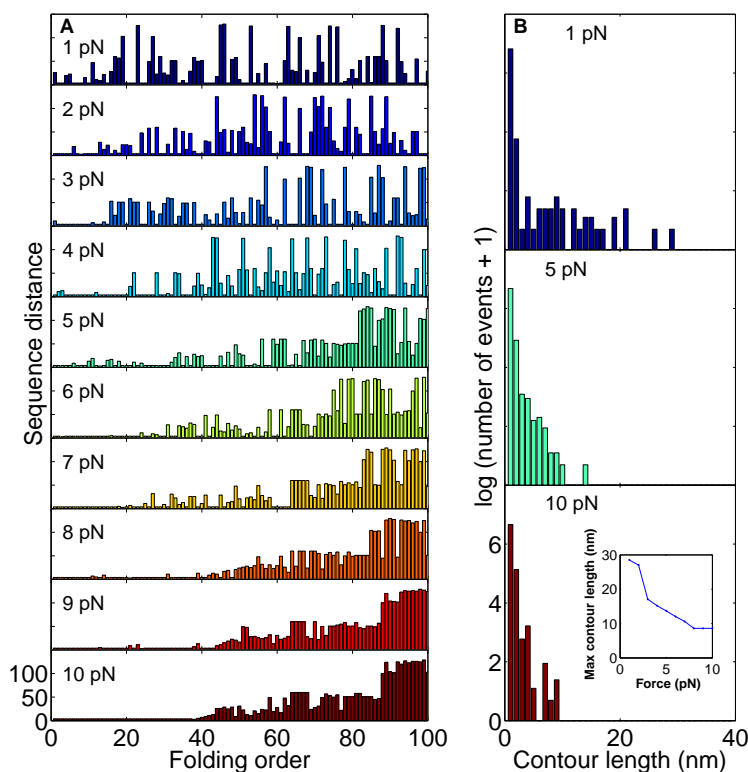 A
1 pN
2 pN
3 pN
4 pN
5 pN
6 pN
7 pN
8 pN
9 pN
10 pN
Sequence distance
100
50
0
0 20 40 60 80 100
Folding order
B
1 pN
5 pN
10 pN
log (number of events + 1)
6
4
2
0
0 20 40
Contour length (nm)
Max contour length (nm)
30
20
10
0
0 5 10
Force (pN)